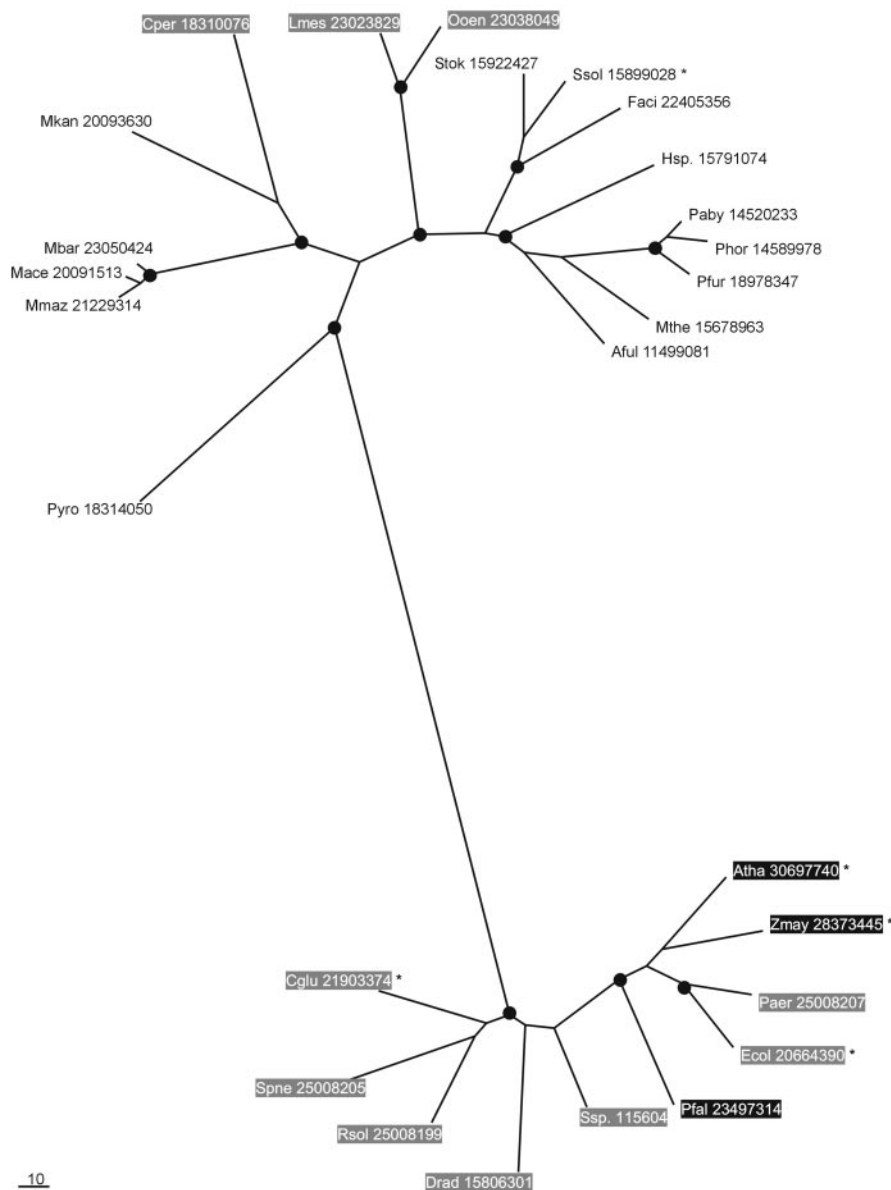 Cper 18310076
Lmes 23023829
Ooen 23038049
Stok 15922427
Ssol 15899028 *
Faci 22405356
Mkan 20093630
Hsp. 15791074
Paby 14520233
Phor 14589978
Pfur 18978347
Mbar 23050424
Mace 20091513
Mmaz 21229314
Mthe 15678963
Aful 11499081
Pyro 18314050
Atha 30697740 *
Zmay 28373445 *
Cglu 21903374 *
Paer 25008207
Ecol 20664390 *
Spne 25008205
Pfal 23497314
Ssp. 115604
Rsol 25008199
Drad 15806301
10